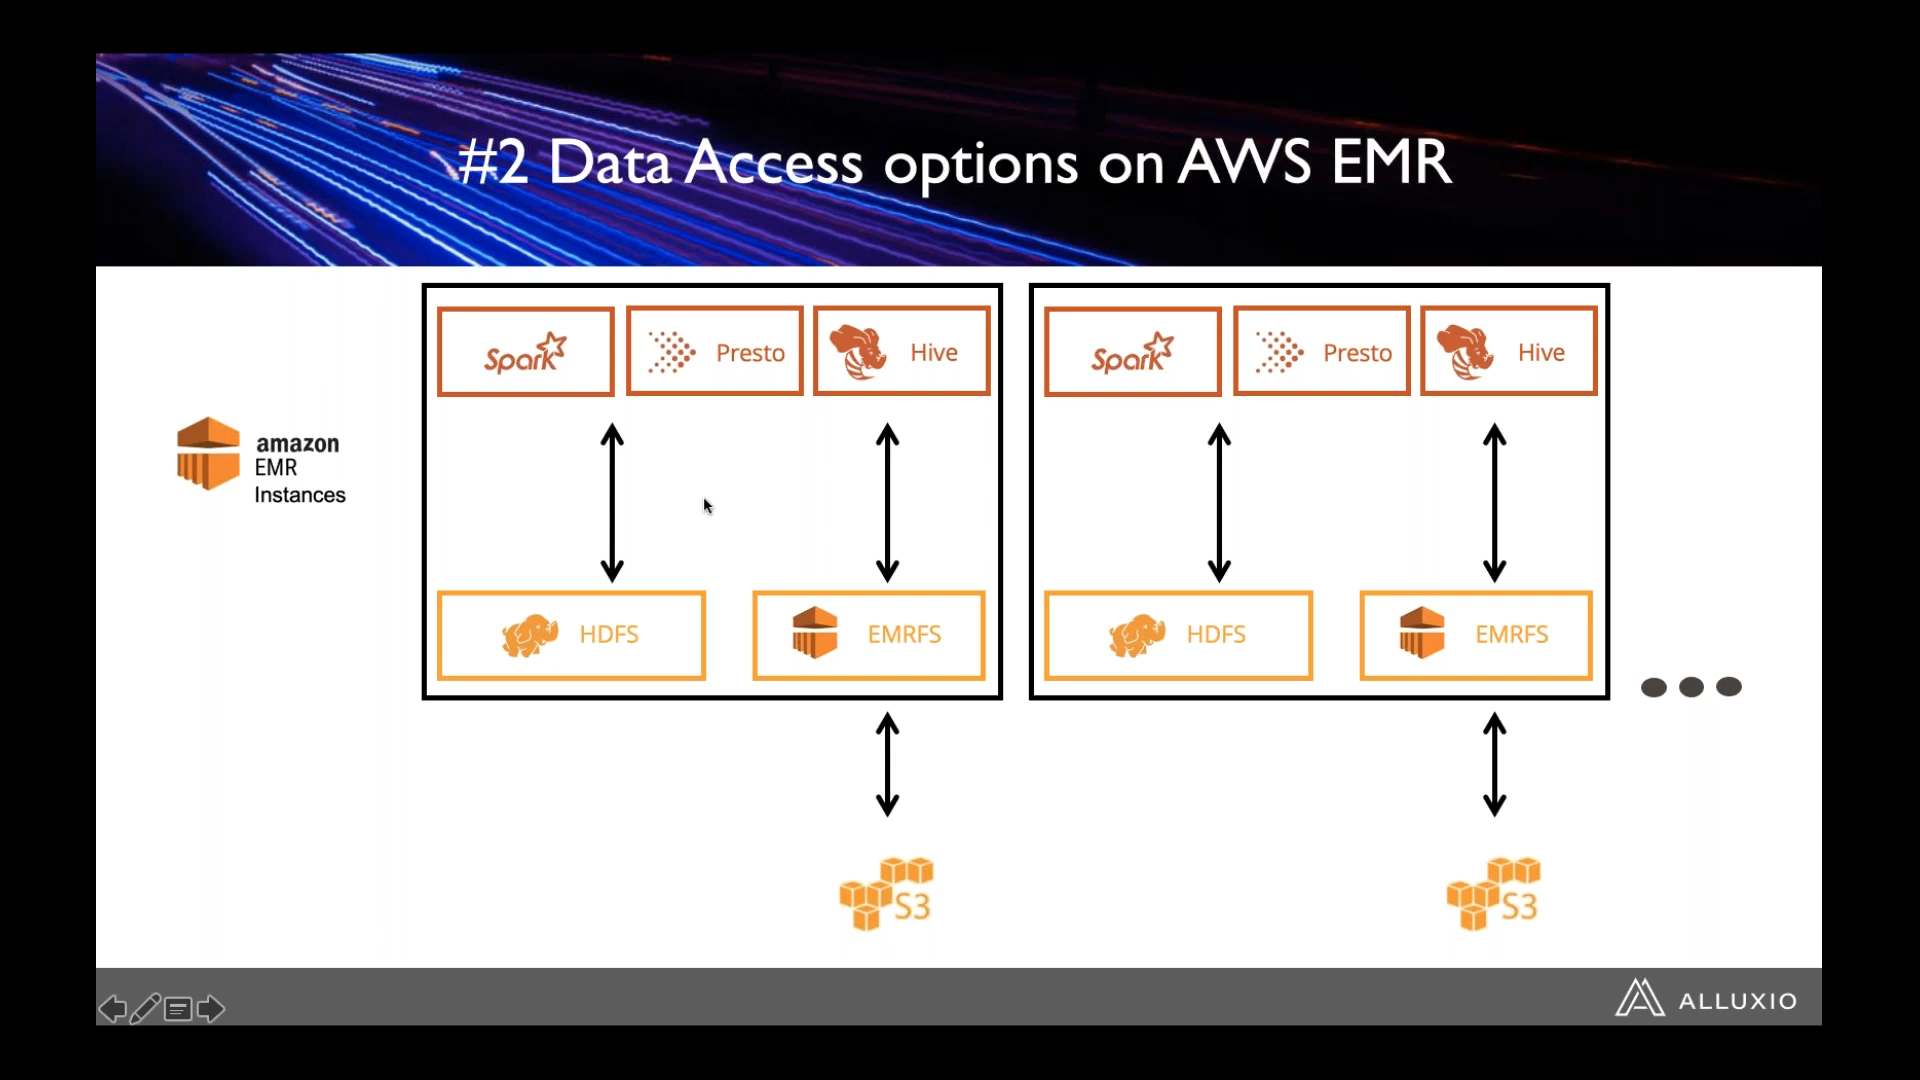 #2 Data Access options on AWS EMR
Spark Presto Hive Spark Presto Hive
amazon
EMR
Instances
HDFS EMRFS HDFS EMRFS
S3 S3
ALLUXIO